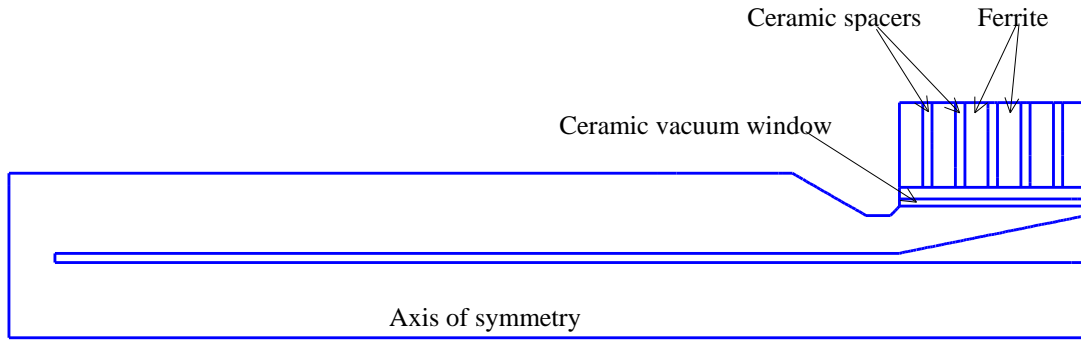 Ceramic spacers
Ferrite
Ceramic vacuum window
Axis of symmetry